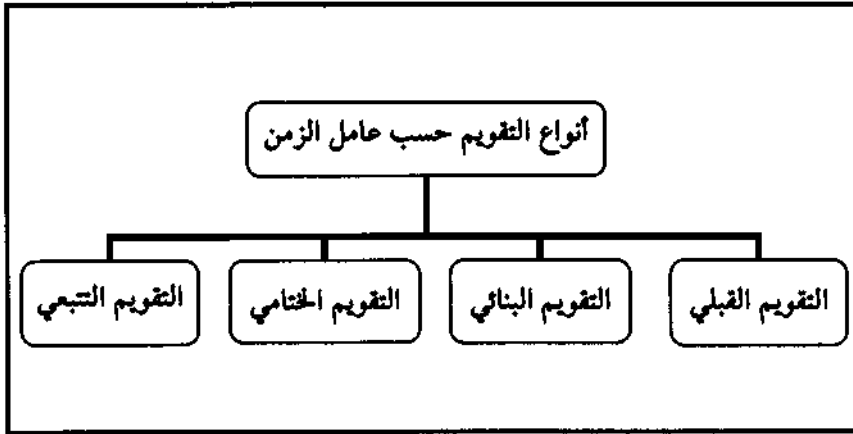 أنواع التقويم حسب عامل الزمن
التقويم القبلي
التقويم البنائي
التقويم الختامي
التقويم التتبعي